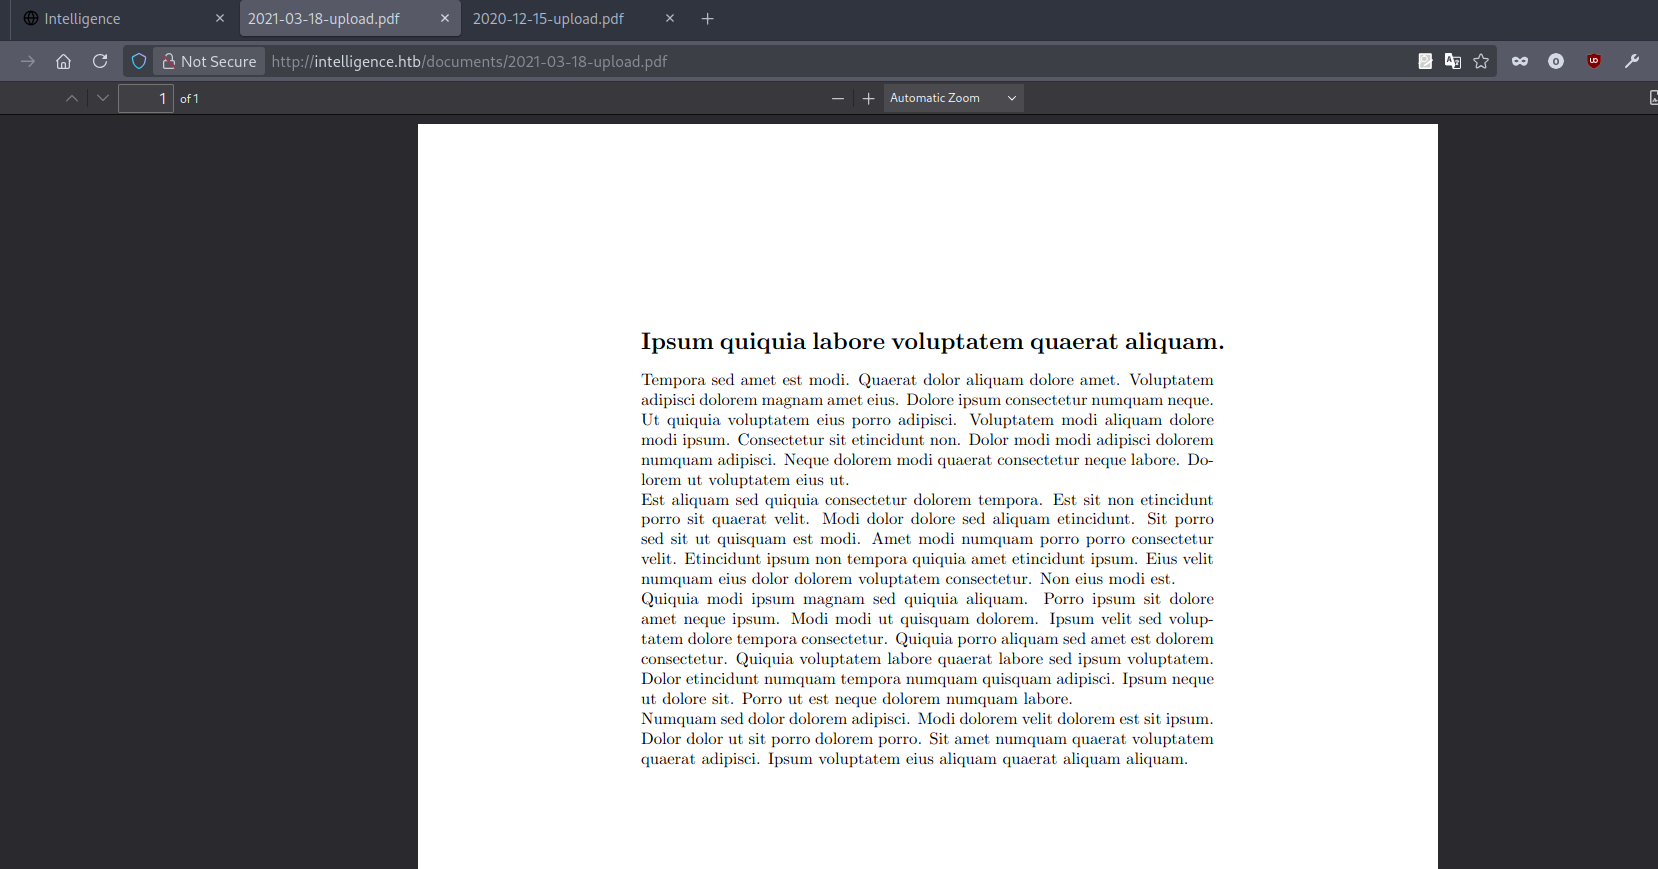 Intelligence
2021-03-18-upload.pdf
2020-12-15-upload.pdf
Not Secure
http://intelligence.htb/documents/2021-03-18-upload.pdf
0
UD
1 of 1
Automatic Zoom
Ipsum quiquia labore voluptatem quaerat aliquam.
Tempora sed amet est modi. Quaerat dolor aliquam dolore amet. Voluptatem
adipisci dolorem magnam amet eius. Dolore ipsum consectetur numquam neque.
Ut quiquia voluptatem eius porro adipisci. Voluptatem modi aliquam dolore
modi ipsum. Consectetur sit etincidunt non. Dolor modi modi adipisci dolorem
numquam adipisci. Neque dolorem modi quaerat consectetur neque labore. Do-
lorem ut voluptatem eius ut.
Est aliquam sed quiquia consectetur dolorem tempora. Est sit non etincidunt
porro sit quaerat velit. Modi dolor dolore sed aliquam etincidunt. Sit porro
sed sit ut quisquam est modi. Amet modi numquam porro porro consectetur
velit. Etincidunt ipsum non tempora quiquia amet etincidunt ipsum. Eius velit
numquam eius dolor dolorem voluptatem consectetur. Non eius modi est.
Quiquia modi ipsum magnam sed quiquia aliquam. Porro ipsum sit dolore
amet neque ipsum. Modi modi ut quisquam dolorem. Ipsum velit sed volup-
tatem dolore tempora consectetur. Quiquia porro aliquam sed amet est dolorem
consectetur. Quiquia voluptatem labore quaerat labore sed ipsum voluptatem.
Dolor etincidunt numquam tempora numquam quisquam adipisci. Ipsum neque
ut dolore sit. Porro ut est neque dolorem numquam labore.
Numquam sed dolor dolorem adipisci. Modi dolorem velit dolorem est sit ipsum.
Dolor dolor ut sit porro dolorem porro. Sit amet numquam quaerat voluptatem
quaerat adipisci. Ipsum voluptatem eius aliquam quaerat aliquam aliquam.